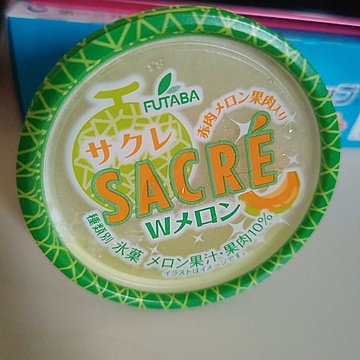 FUTABA
サクレ
赤肉メロン果肉入り
SACRÉ
Wメロン
種類別 氷菓 メロン果汁・果肉10%
イラストはイメージです。